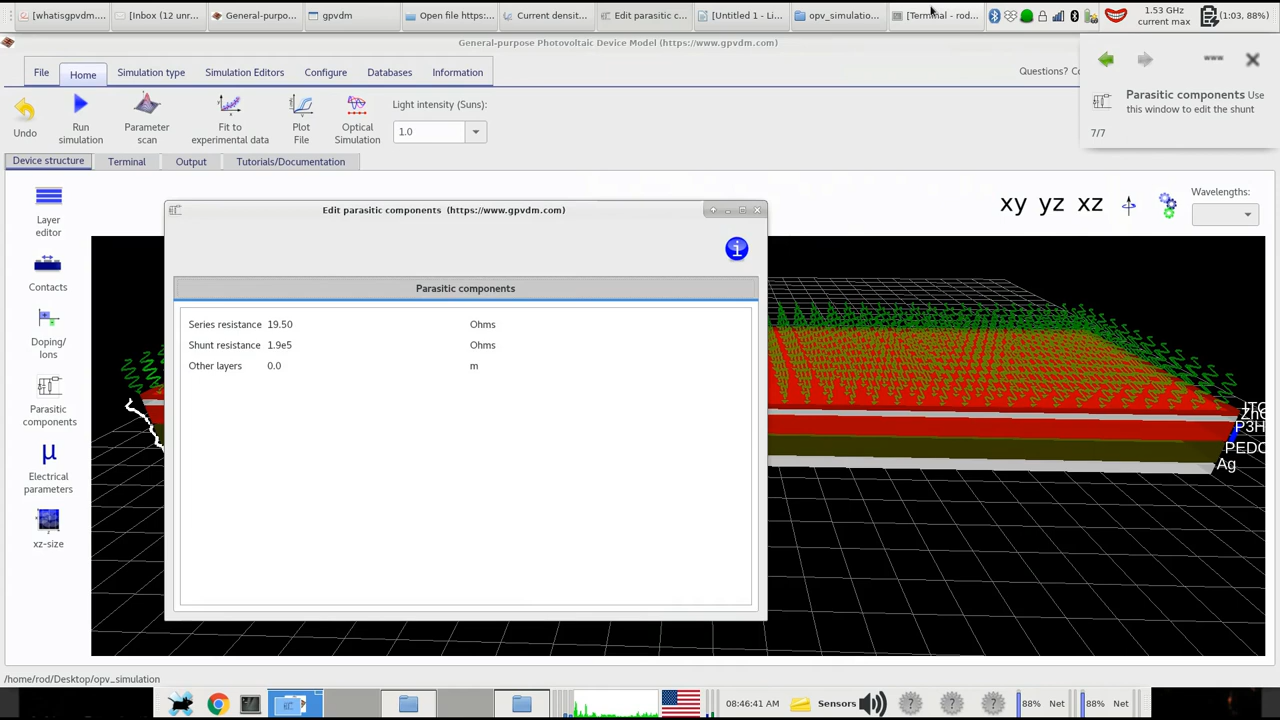 [whatisgpvdm....
[Inbox (12 unr...
General-purpo...
gpvdm
Open file https:...
Current densit...
Edit parasitic c...
[Untitled 1 - Li...
opv_simulatio...
[Terminal - rod...
1.53 GHz
current max
(1:03, 88%)
General-purpose Photovoltaic Device Model (https://www.gpvdm.com)
File
Home
Simulation type
Simulation Editors
Configure
Databases
Information
Questions? Co
Undo
Run
simulation
Parameter
scan
Fit to
experimental data
Plot
File
Optical
Simulation
Light intensity (Suns):
1.0
Parasitic components Use
this window to edit the shunt
7/7
Device structure
Terminal
Output
Tutorials/Documentation
Layer
editor
Contacts
Doping/
Ions
Parasitic
components
μ
Electrical
parameters
xz-size
xy yz xz
Wavelengths:
Edit parasitic components (https://www.gpvdm.com)
Parasitic components
Series resistance 19.50 Ohms
Shunt resistance 1.9e5 Ohms
Other layers 0.0 m
ITO
P3H
PEDO
Ag
/home/rod/Desktop/opv_simulation
08:46:41 AM
Sensors
?
?
?
88% Net
88% Net